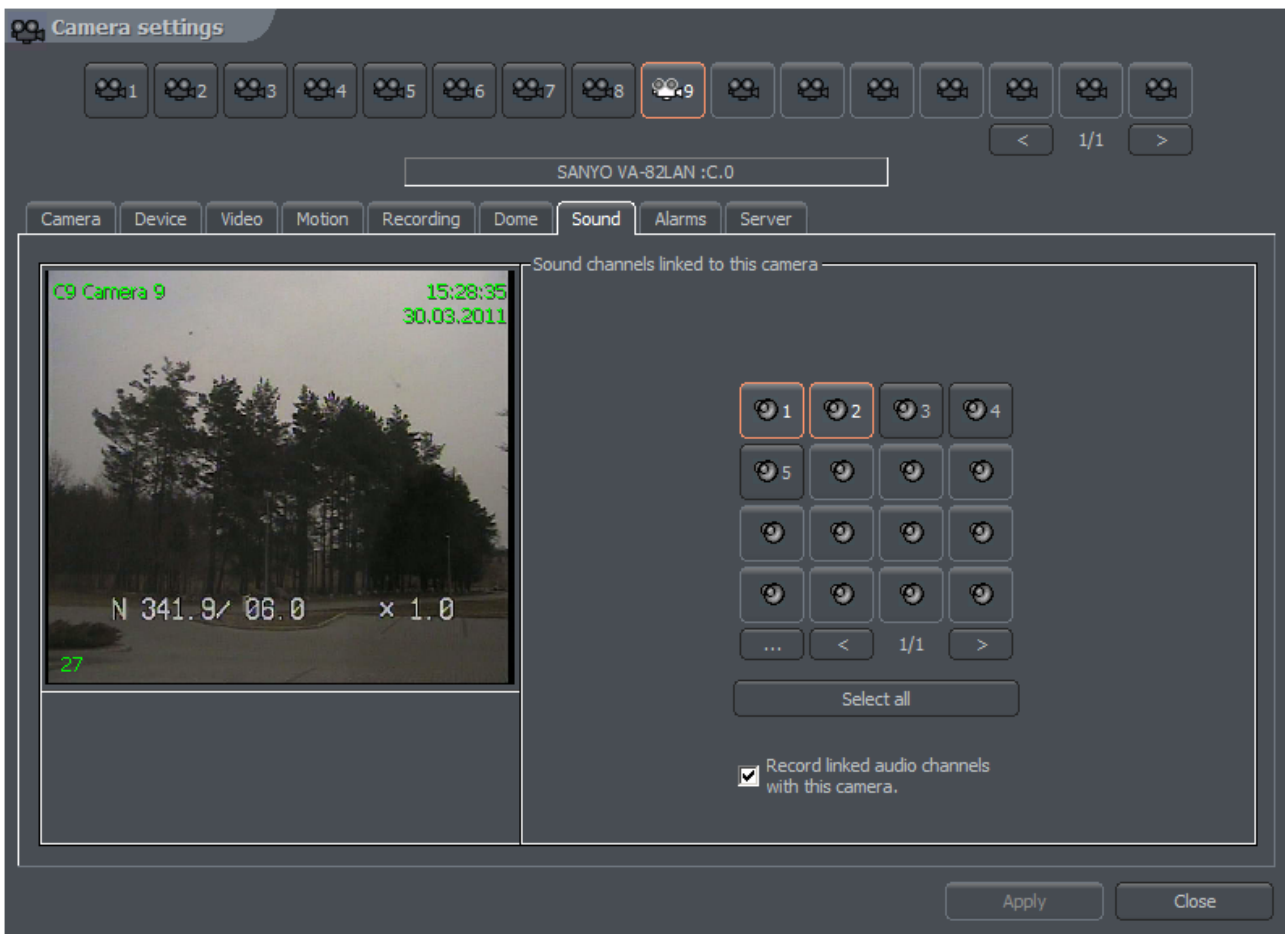 Camera settings
1 2 3 4 5 6 7 8 9
< 1/1 >
SANYO VA-82LAN :C.0
Camera Device Video Motion Recording Dome Sound Alarms Server
Sound channels linked to this camera
C9 Camera 9 15:28:35
30.03.2011
N 341.9/ 06.0 x 1.0
27
1 2 3 4
5
... < 1/1 >
Select all
Record linked audio channels
with this camera.
Apply Close